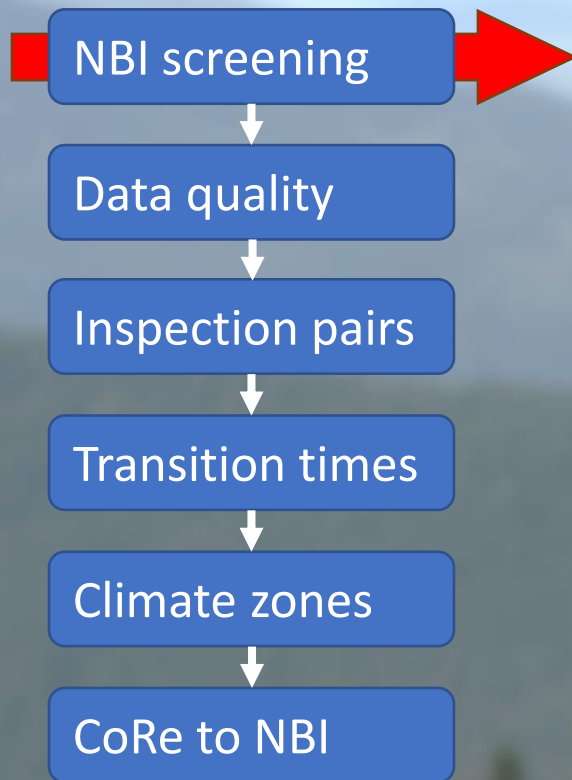 NBI screening
Data quality
Inspection pairs
Transition times
Climate zones
CoRe to NBI